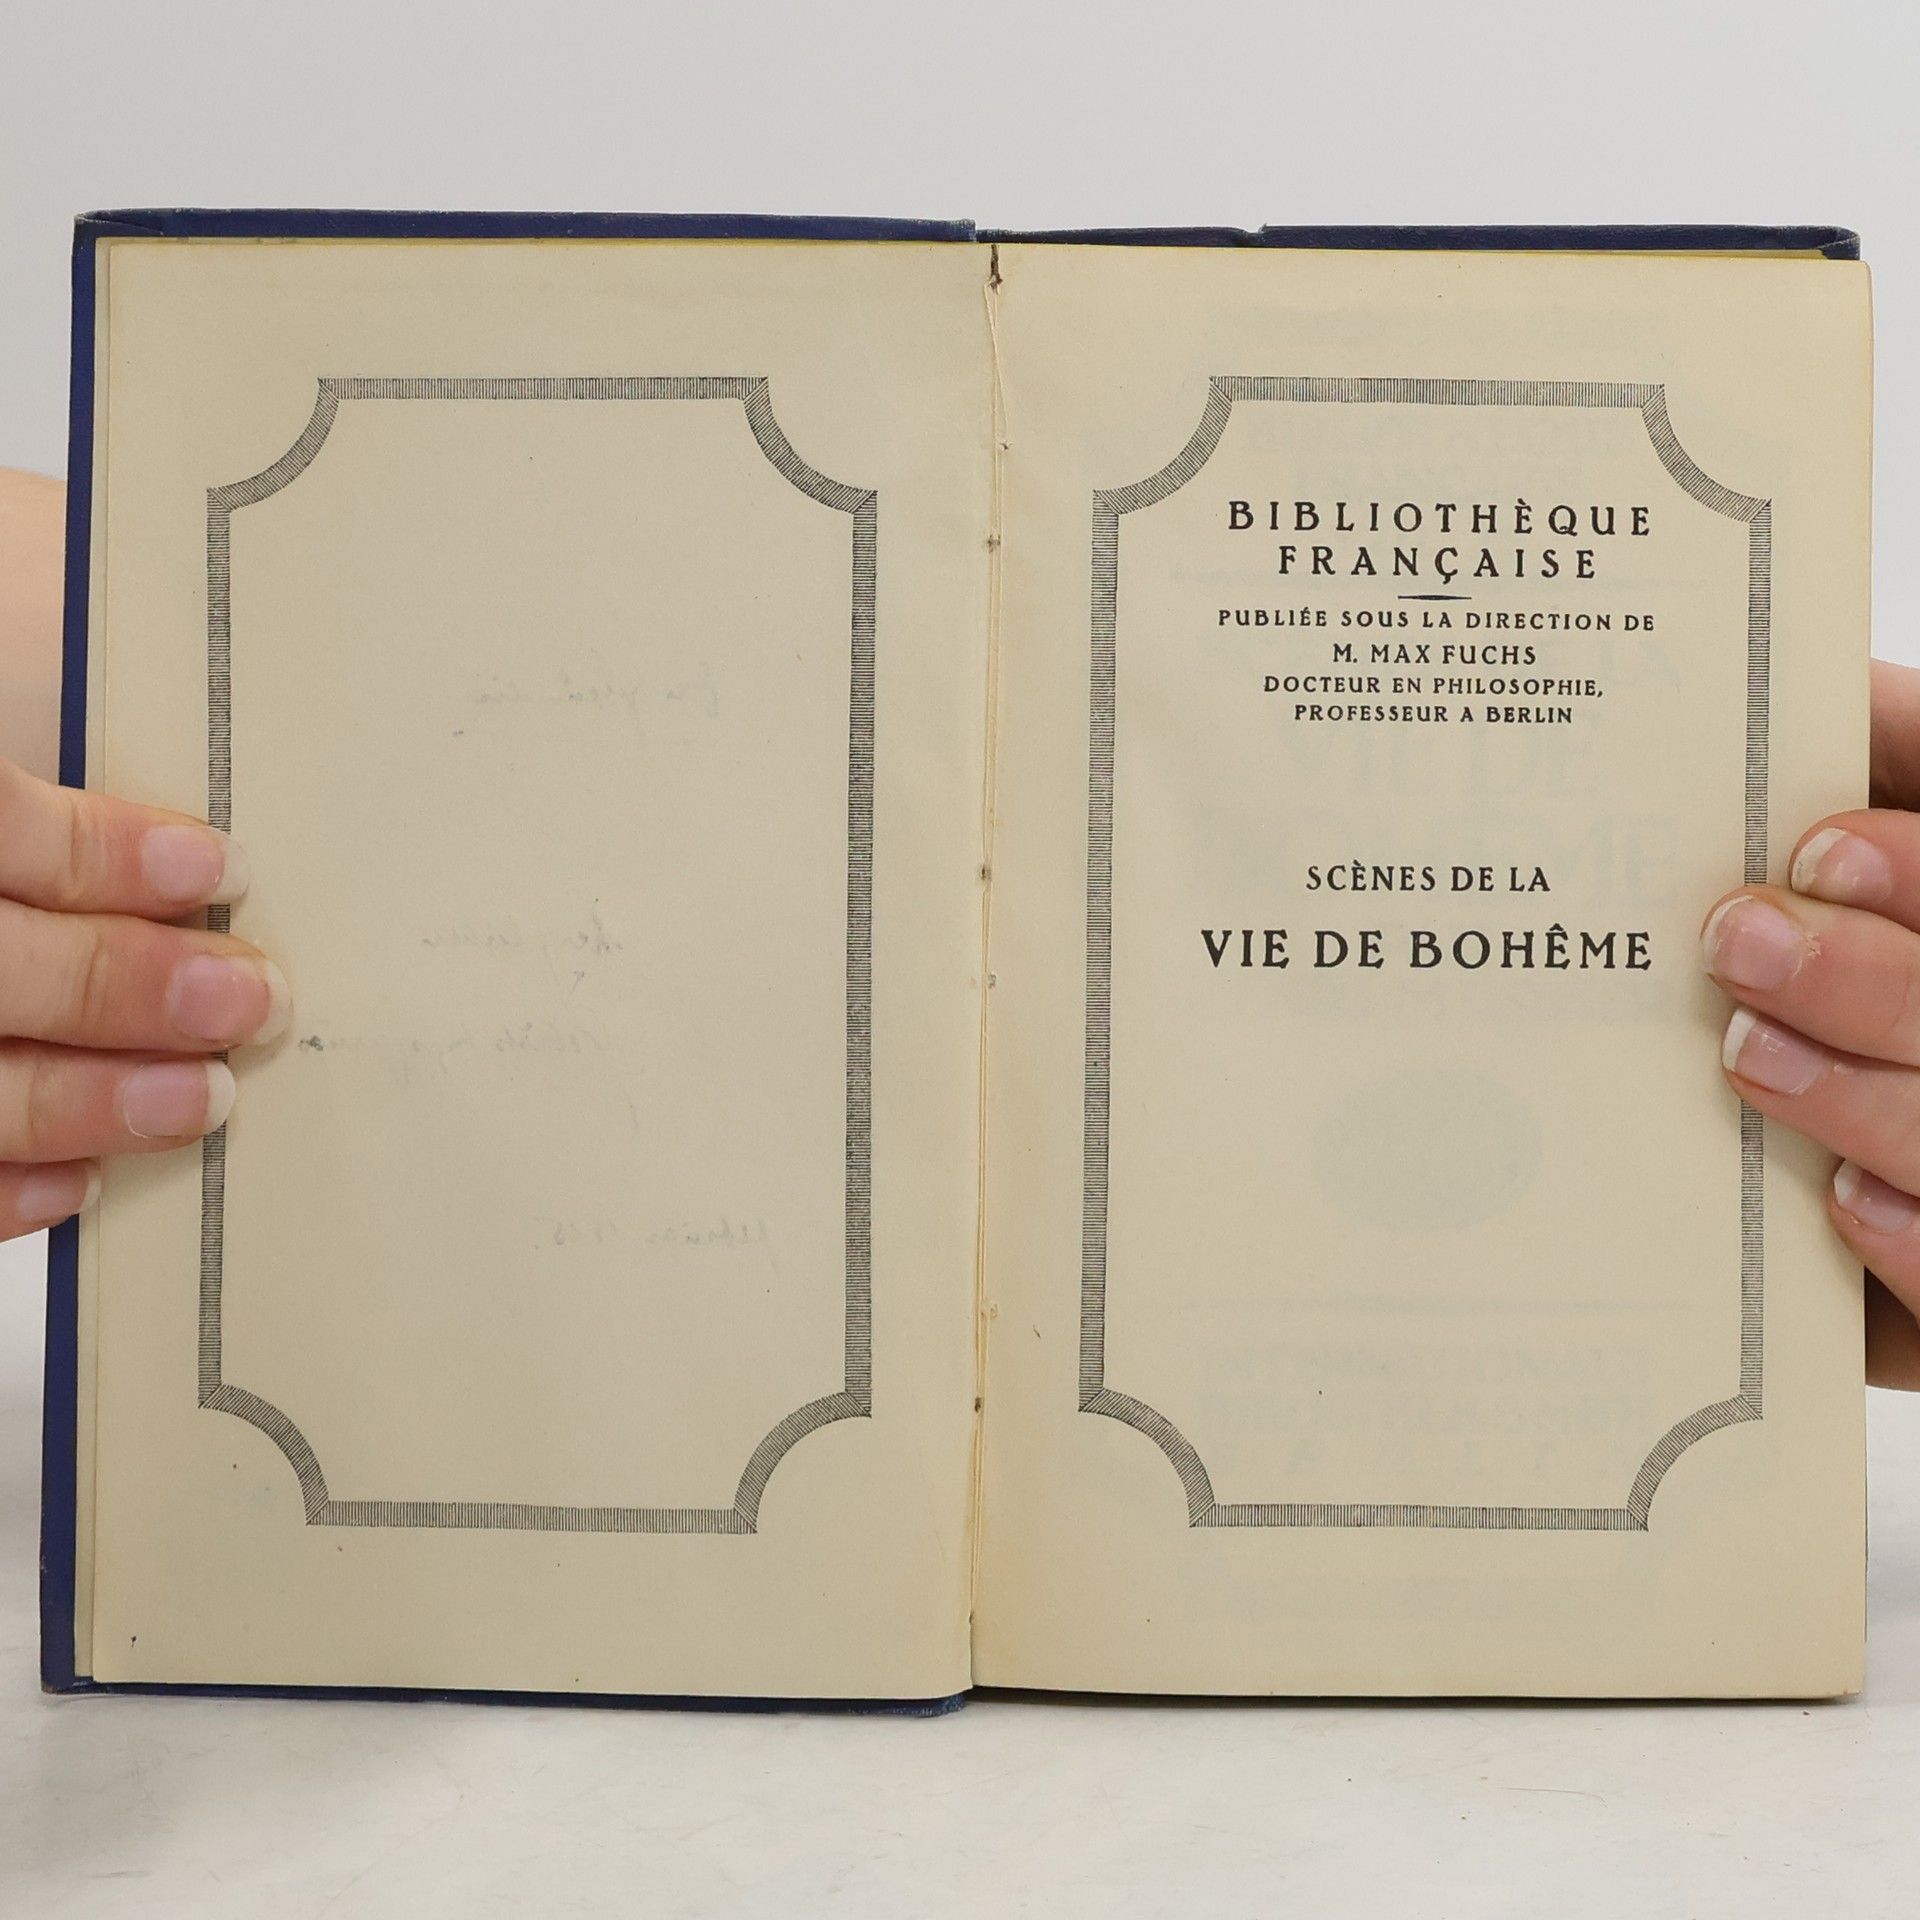 BIBLIOTHÈQUE
FRANÇAISE
PUBLIÉE SOUS LA DIRECTION DE
M. MAX FUCHS
DOCTEUR EN PHILOSOPHIE,
PROFESSEUR A BERLIN
SCÈNES DE LA
VIE DE BOHÊME